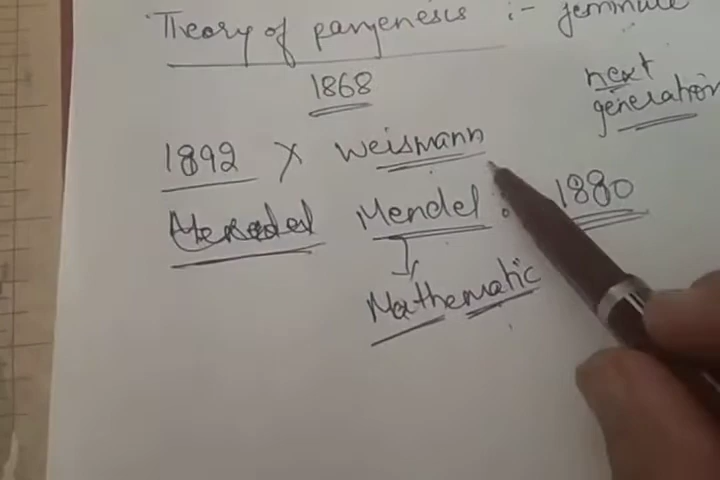 Theory of pangenesis :- gemmule
1868
next
generation
1892 X Weismann
Mendel : 1880
Mathematic